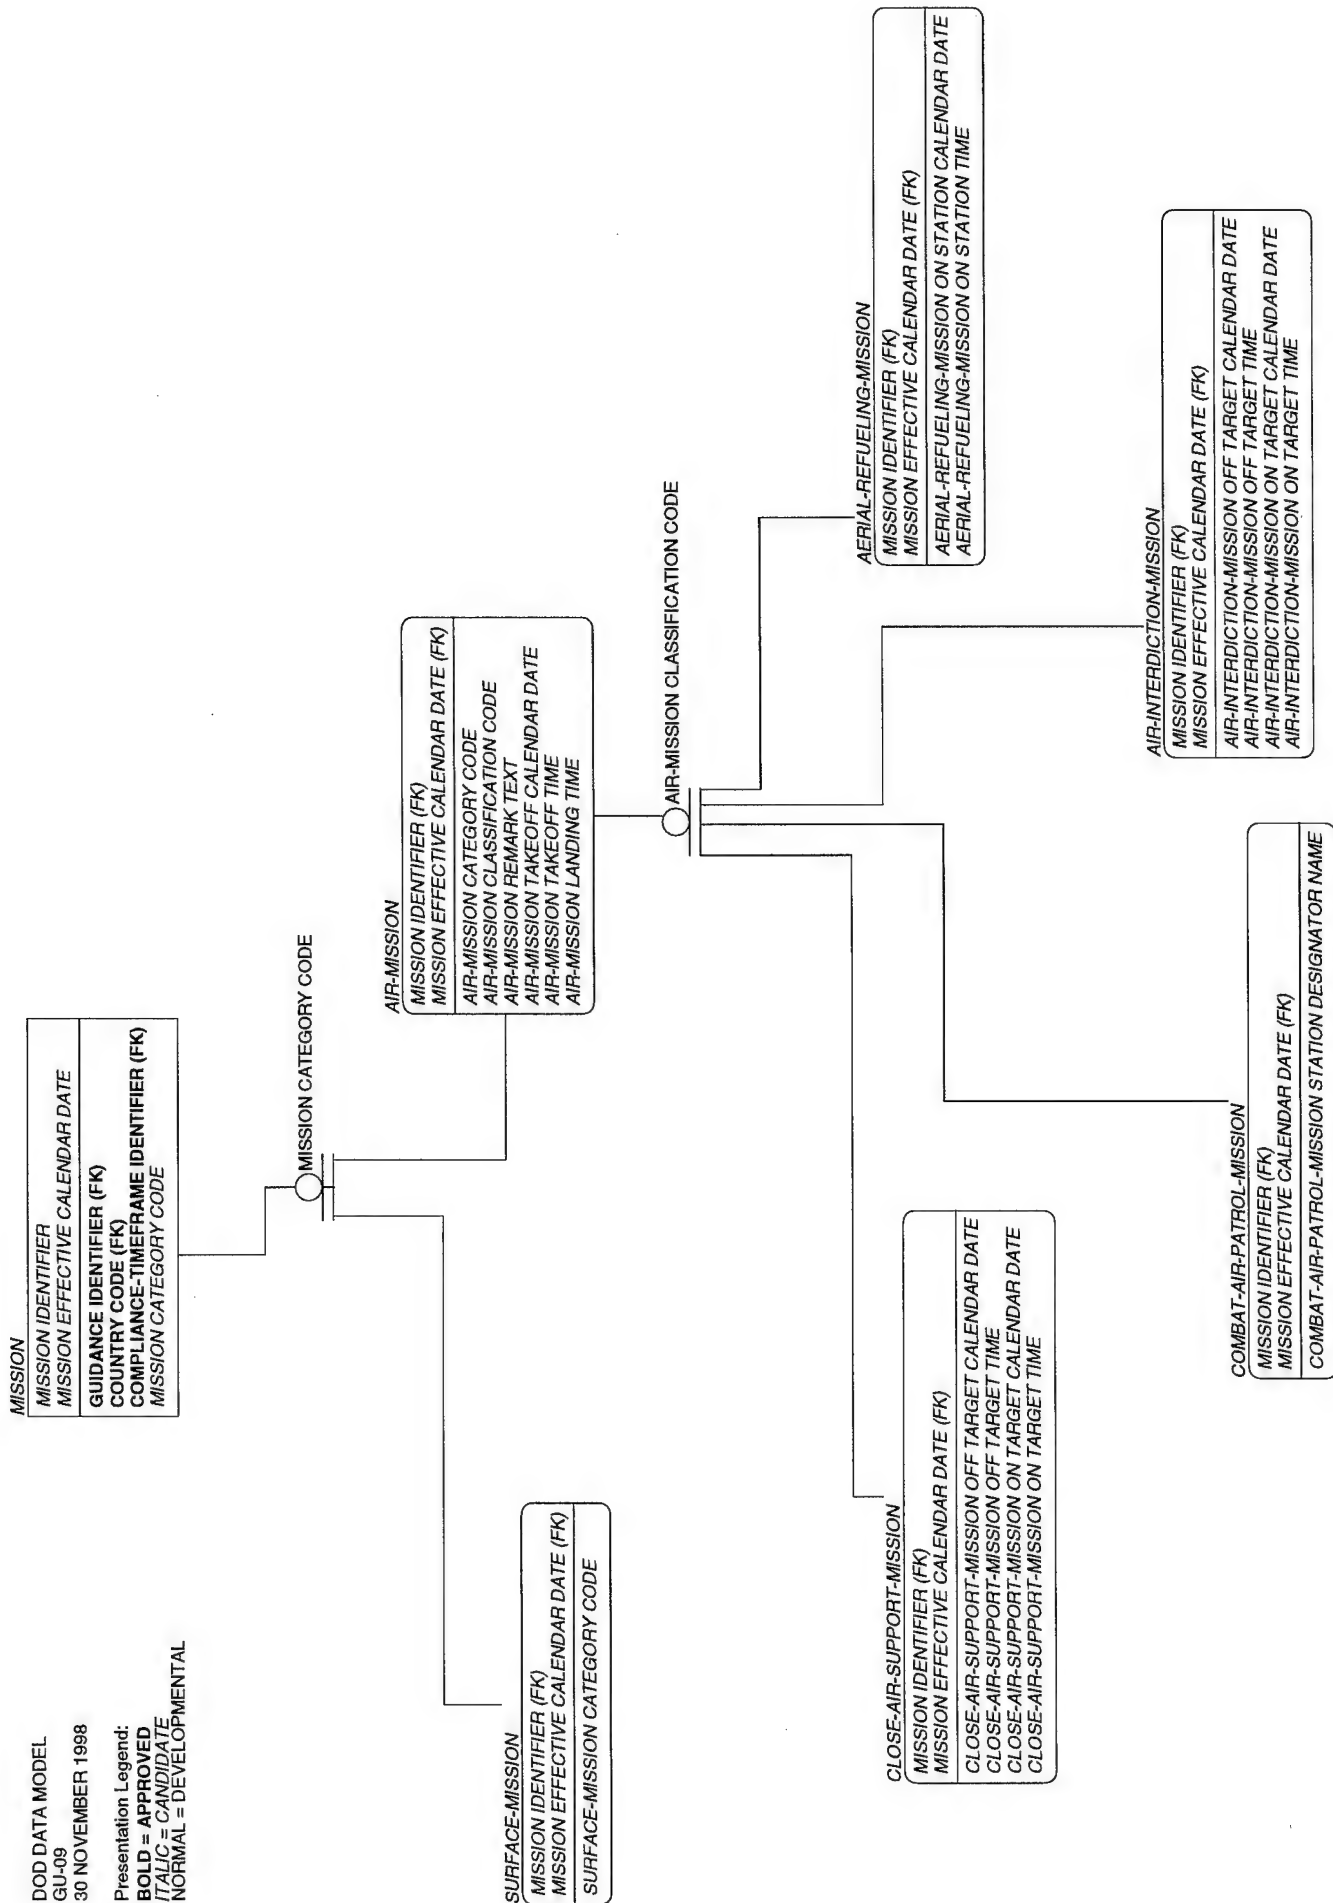 DOD DATA MODEL
GU-09
30 NOVEMBER 1998
Presentation Legend:
BOLD = APPROVED
ITALIC = CANDIDATE
NORMAL = DEVELOPMENTAL
MISSION
MISSION IDENTIFIER
MISSION EFFECTIVE CALENDAR DATE
GUIDANCE IDENTIFIER (FK)
COUNTRY CODE (FK)
COMPLIANCE-TIMEFRAME IDENTIFIER (FK)
MISSION CATEGORY CODE
MISSION CATEGORY CODE
SURFACE-MISSION
MISSION IDENTIFIER (FK)
MISSION EFFECTIVE CALENDAR DATE (FK)
SURFACE-MISSION CATEGORY CODE
AIR-MISSION
MISSION IDENTIFIER (FK)
MISSION EFFECTIVE CALENDAR DATE (FK)
AIR-MISSION CATEGORY CODE
AIR-MISSION CLASSIFICATION CODE
AIR-MISSION REMARK TEXT
AIR-MISSION TAKEOFF CALENDAR DATE
AIR-MISSION TAKEOFF TIME
AIR-MISSION LANDING TIME
AIR-MISSION CLASSIFICATION CODE
CLOSE-AIR-SUPPORT-MISSION
MISSION IDENTIFIER (FK)
MISSION EFFECTIVE CALENDAR DATE (FK)
CLOSE-AIR-SUPPORT-MISSION OFF TARGET CALENDAR DATE
CLOSE-AIR-SUPPORT-MISSION OFF TARGET TIME
CLOSE-AIR-SUPPORT-MISSION ON TARGET CALENDAR DATE
CLOSE-AIR-SUPPORT-MISSION ON TARGET TIME
AERIAL-REFUELING-MISSION
MISSION IDENTIFIER (FK)
MISSION EFFECTIVE CALENDAR DATE (FK)
AERIAL-REFUELING-MISSION ON STATION CALENDAR DATE
AERIAL-REFUELING-MISSION ON STATION TIME
COMBAT-AIR-PATROL-MISSION
MISSION IDENTIFIER (FK)
MISSION EFFECTIVE CALENDAR DATE (FK)
COMBAT-AIR-PATROL-MISSION STATION DESIGNATOR NAME
AIR-INTERDICTION-MISSION
MISSION IDENTIFIER (FK)
MISSION EFFECTIVE CALENDAR DATE (FK)
AIR-INTERDICTION-MISSION OFF TARGET CALENDAR DATE
AIR-INTERDICTION-MISSION OFF TARGET TIME
AIR-INTERDICTION-MISSION ON TARGET CALENDAR DATE
AIR-INTERDICTION-MISSION ON TARGET TIME